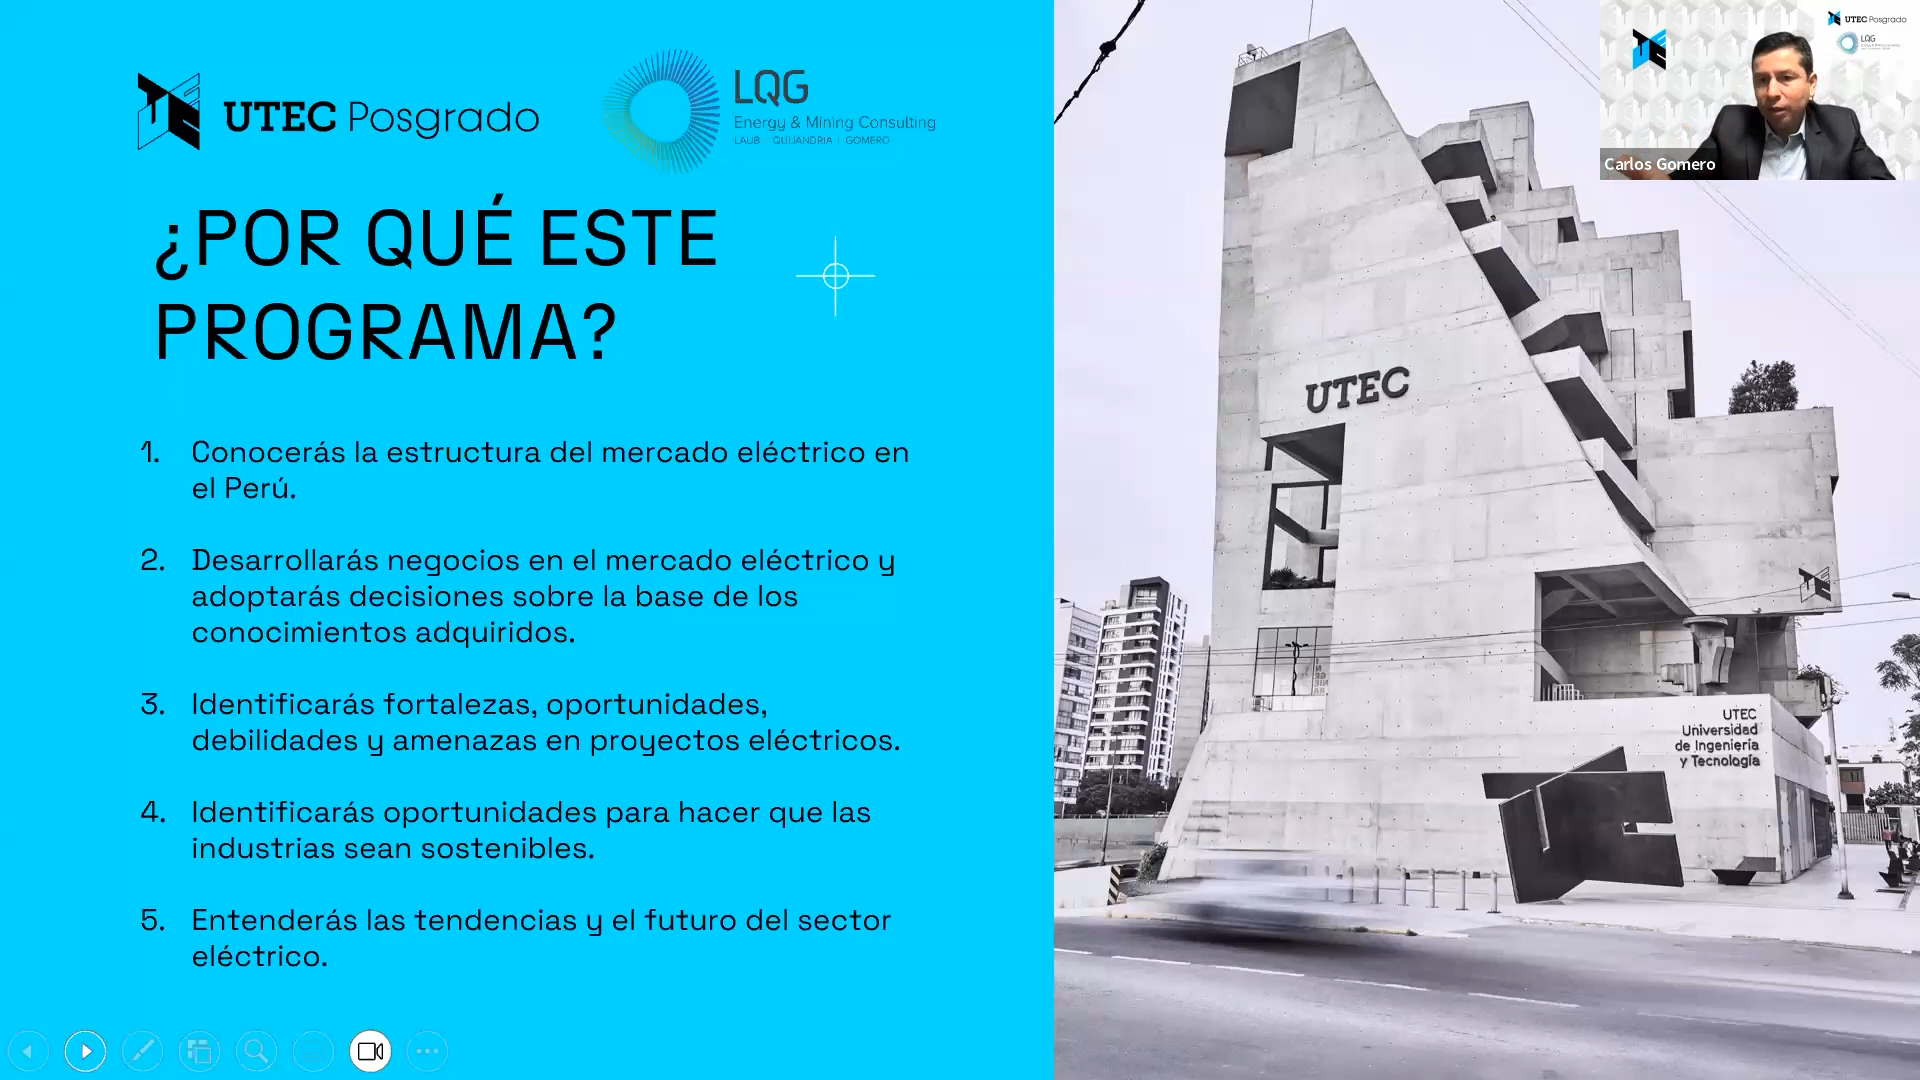 UTEC Posgrado
LQG
Energy & Mining Consulting
LAUB QUIJANDRIA | GOMERO
¿POR QUÉ ESTE
PROGRAMA?
1. Conocerás la estructura del mercado eléctrico en
el Perú.
2. Desarrollarás negocios en el mercado eléctrico y
adoptarás decisiones sobre la base de los
conocimientos adquiridos.
3. Identificarás fortalezas, oportunidades,
debilidades y amenazas en proyectos eléctricos.
4. Identificarás oportunidades para hacer que las
industrias sean sostenibles.
5. Entenderás las tendencias y el futuro del sector
eléctrico.
UTEC
UTEC
Universidad
de Ingeniería
y Tecnología
UTEC Posgrado
LQG
Carlos Gomero